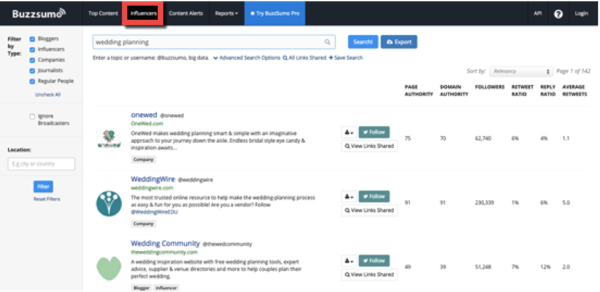 Buzzsumo
Top Content
Influencers
Content Alerts
Reports
Try BuzzSumo Pro
API
?
Login
Filter by Type:
Bloggers
Influencers
Companies
Journalists
Regular People
Uncheck All
Ignore Broadcasters
Location:
E.g city or country
Filter
Reset Filters
wedding planning
Search!
Export
Enter a topic or username: @Buzzsumo, big data. Advanced Search Options All Links Shared + Save Search
Sort by: Relevancy Page 1 of 142
PAGE AUTHORITY
DOMAIN AUTHORITY
FOLLOWERS
RETWEET RATIO
REPLY RATIO
AVERAGE RETWEETS
onewed @onewed
OneWed.com
OneWed makes wedding planning smart & simple with an imaginative
approach to your journey down the aisle. Endless bridal style eye candy &
inspiration awaits...
Company
Follow
View Links Shared
75 70 62,740 6% 4% 1.1
WeddingWire @weddingwire
weddingwire.com
The most trusted online resource to help make the wedding-planning process
as easy & fun for you as possible! Are you a vendor? Follow
@WeddingWireEDU
Company
Follow
View Links Shared
91 91 230,339 1% 6% 5.0
Wedding Community @thewedcommunity
theweddingcommunity.com
A wedding inspiration website with free wedding planning tools, expert
advice, supplier & venue directories and more to help couples plan their
perfect wedding.
Blogger Influencer
Follow
View Links Shared
49 39 51,248 7% 12% 2.0